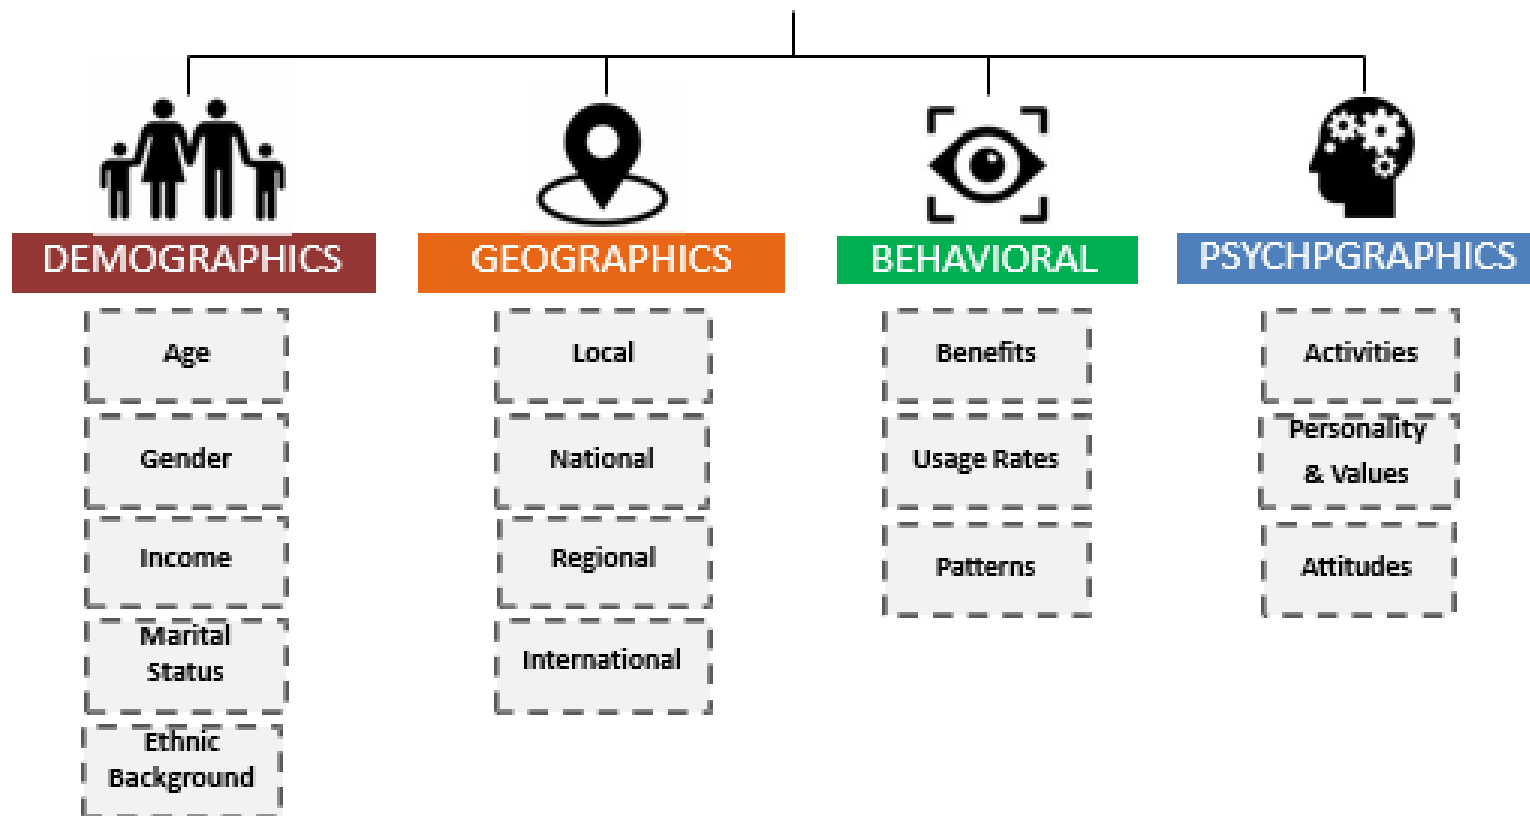 DEMOGRAPHICS
Age
Gender
Income
Marital
Status
Ethnic
Background
GEOGRAPHICS
Local
National
Regional
International
BEHAVIORAL
Benefits
Usage Rates
Patterns
PSYCHPGRAPHICS
Activities
Personality
& Values
Attitudes